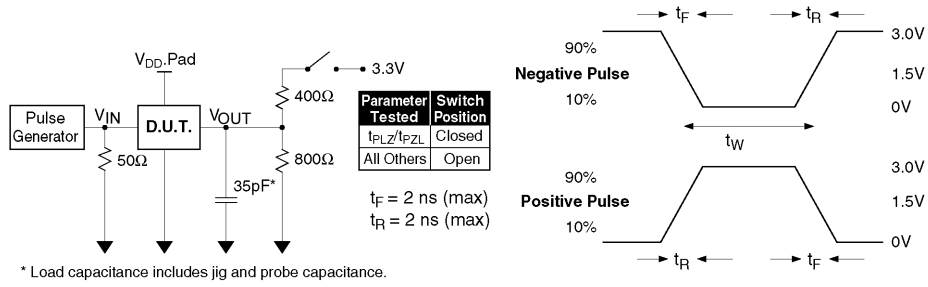 V_DD.Pad
3.3V
400Ω
Pulse Generator
V_IN
D.U.T.
V_OUT
50Ω
800Ω
35pF*
Parameter Tested Switch Position
t_PLZ/t_PZL Closed
All Others Open
t_F = 2 ns (max)
t_R = 2 ns (max)
* Load capacitance includes jig and probe capacitance.
t_F t_R
90% 3.0V
Negative Pulse 1.5V
10% 0V
t_W
90% 3.0V
Positive Pulse 1.5V
10% 0V
t_R t_F